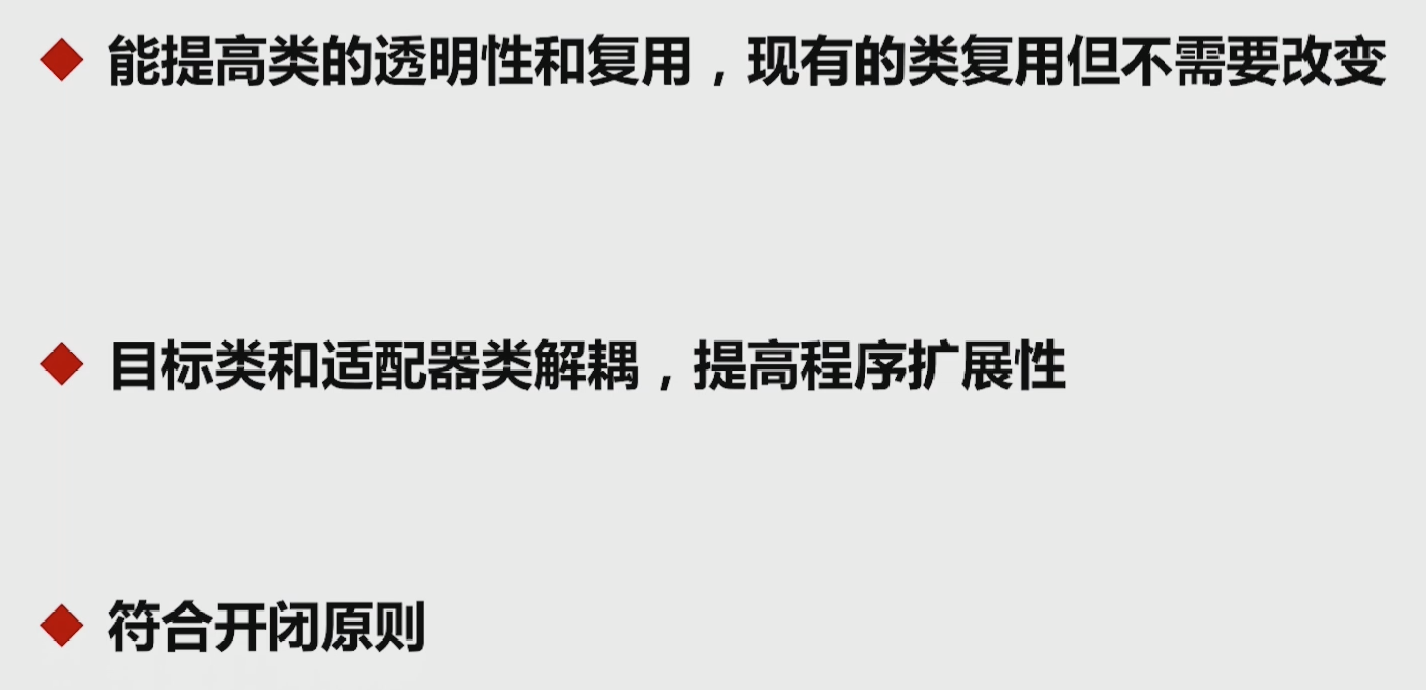 能提高类的透明性和复用，现有的类复用但不需要改变
目标类和适配器类解耦，提高程序扩展性
符合开闭原则